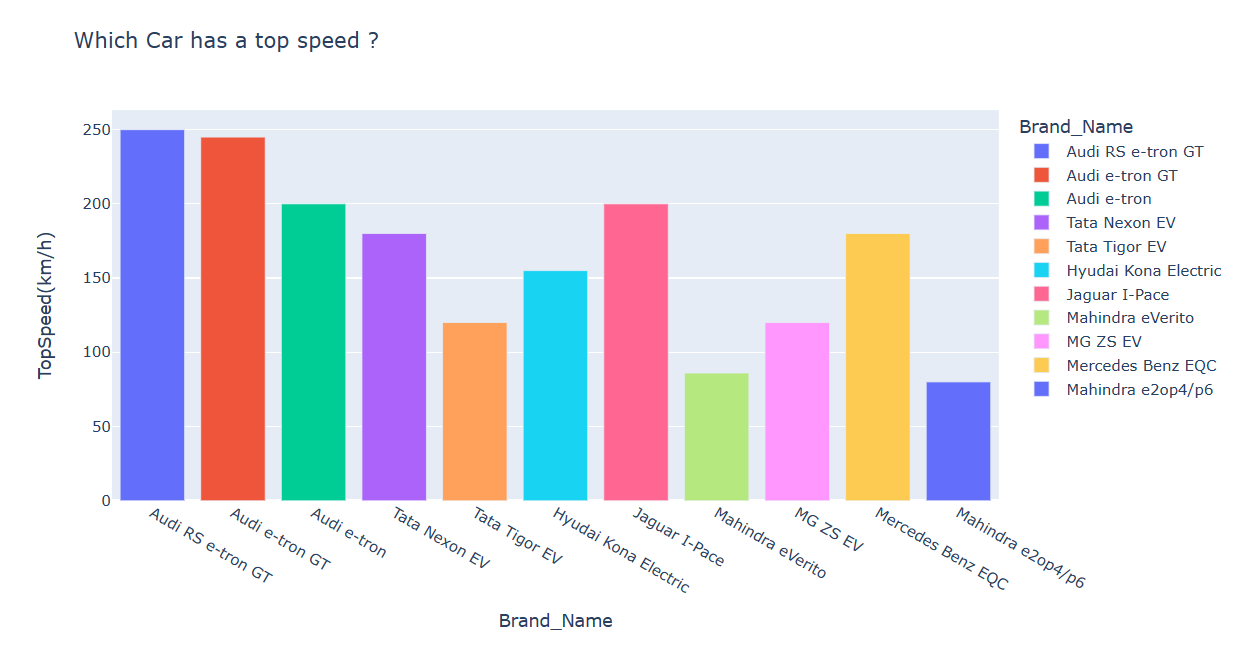 Which Car has a top speed ?
TopSpeed(km/h)
250
200
150
100
50
0
Audi RS e-tron GT
Audi e-tron GT
Audi e-tron
Tata Nexon EV
Tata Tigor EV
Hyudai Kona Electric
Jaguar I-Pace
Mahindra eVerito
MG ZS EV
Mercedes Benz EQC
Mahindra e2op4/p6
Brand_Name
Brand_Name
Audi RS e-tron GT
Audi e-tron GT
Audi e-tron
Tata Nexon EV
Tata Tigor EV
Hyudai Kona Electric
Jaguar I-Pace
Mahindra eVerito
MG ZS EV
Mercedes Benz EQC
Mahindra e2op4/p6